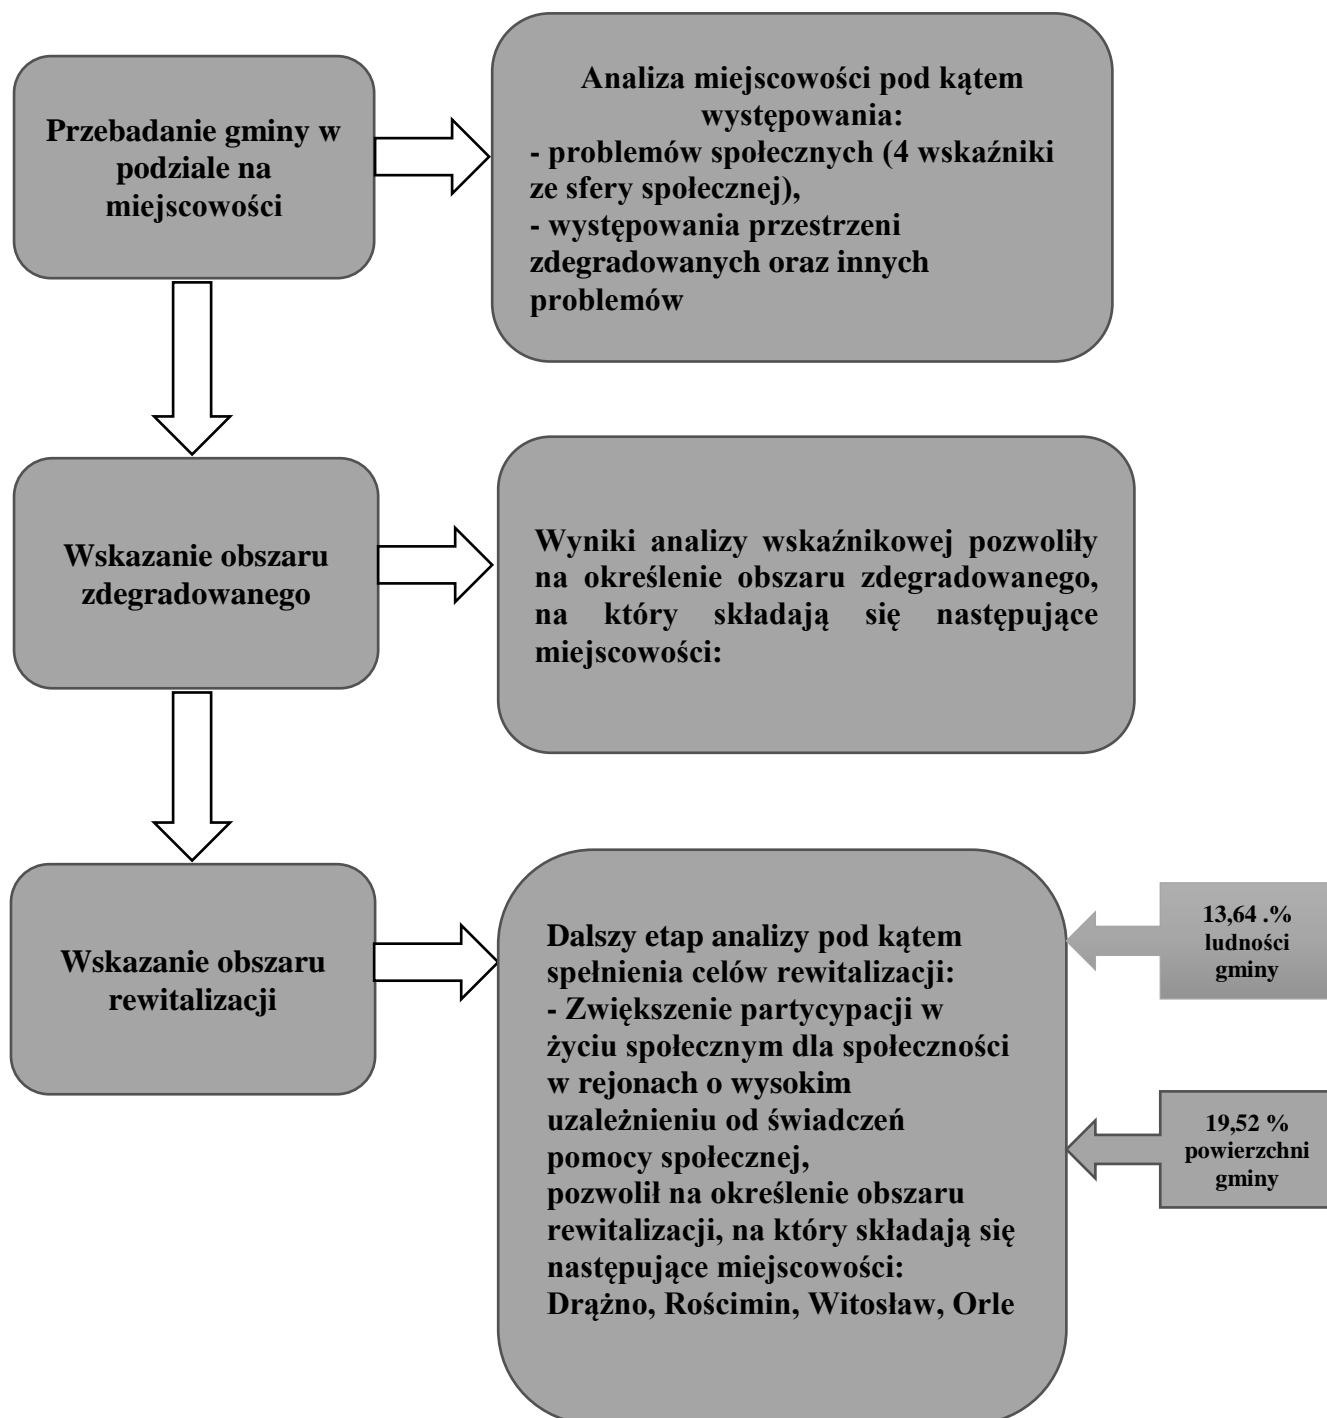 Przebadanie gminy w
podziale na
miejscowości
Analiza miejscowości pod kątem
występowania:
- problemów społecznych (4 wskaźniki
ze sfery społecznej),
- występowania przestrzeni
zdegradowanych oraz innych
problemów
Wskazanie obszaru
zdegradowanego
Wyniki analizy wskaźnikowej pozwoliły
na określenie obszaru zdegradowanego,
na który składają się następujące
miejscowości:
Wskazanie obszaru
rewitalizacji
Dalszy etap analizy pod kątem
spełnienia celów rewitalizacji:
- Zwiększenie partycypacji w
życiu społecznym dla społeczności
w rejonach o wysokim
uzależnieniu od świadczeń
pomocy społecznej,
pozwolił na określenie obszaru
rewitalizacji, na który składają się
następujące miejscowości:
Drążno, Rościmin, Witosław, Orle
13,64 .%
ludności
gminy
19,52 %
powierzchni
gminy